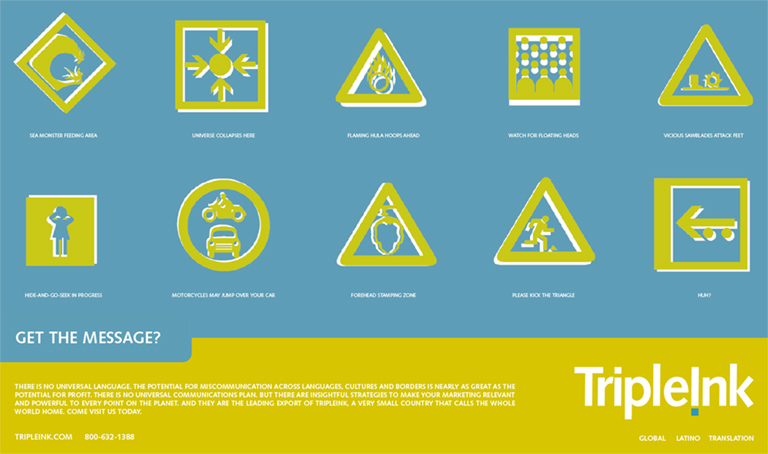 SEA MONSTER FEEDING AREA
UNIVERSE COLLAPSES HERE
FLAMING HULA HOOPS AHEAD
WATCH FOR FLOATING HEADS
VICIOUS SAWBLADES ATTACK FEET
HIDE-AND-GO-SEEK IN PROGRESS
MOTORCYCLES MAY JUMP OVER YOUR CAR
FOREHEAD STAMPING ZONE
PLEASE KICK THE TRIANGLE
HUH?
GET THE MESSAGE?
THERE IS NO UNIVERSAL LANGUAGE. THE POTENTIAL FOR MISCOMMUNICATION ACROSS LANGUAGES, CULTURES AND BORDERS IS NEARLY AS GREAT AS THE
POTENTIAL FOR PROFIT. THERE IS NO UNIVERSAL COMMUNICATIONS PLAN. BUT THERE ARE INSIGHTFUL STRATEGIES TO MAKE YOUR MARKETING RELEVANT
AND POWERFUL TO EVERY POINT ON THE PLANET. AND THEY ARE THE LEADING EXPORT OF TRIPLEINK, A VERY SMALL COUNTRY THAT CALLS THE WHOLE
WORLD HOME. COME VISIT US TODAY.
TRIPLEINK.COM 800-632-1388
TripleInk
GLOBAL LATINO TRANSLATION